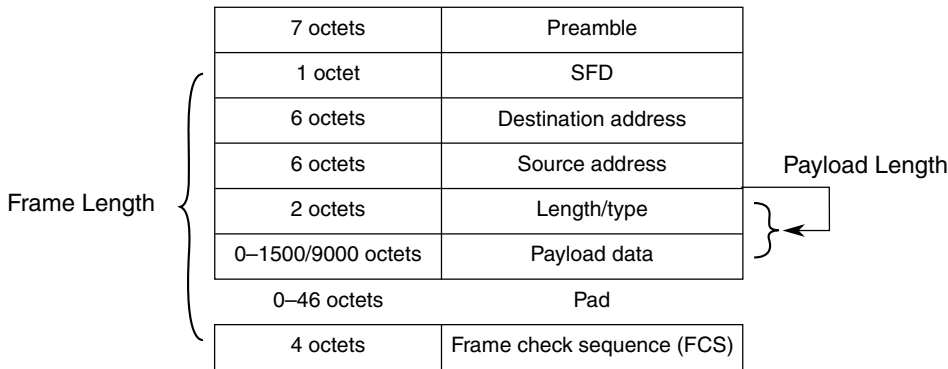 7 octets Preamble
1 octet SFD
6 octets Destination address
6 octets Source address
Payload Length
Frame Length
2 octets Length/type
0–1500/9000 octets Payload data
0–46 octets Pad
4 octets Frame check sequence (FCS)